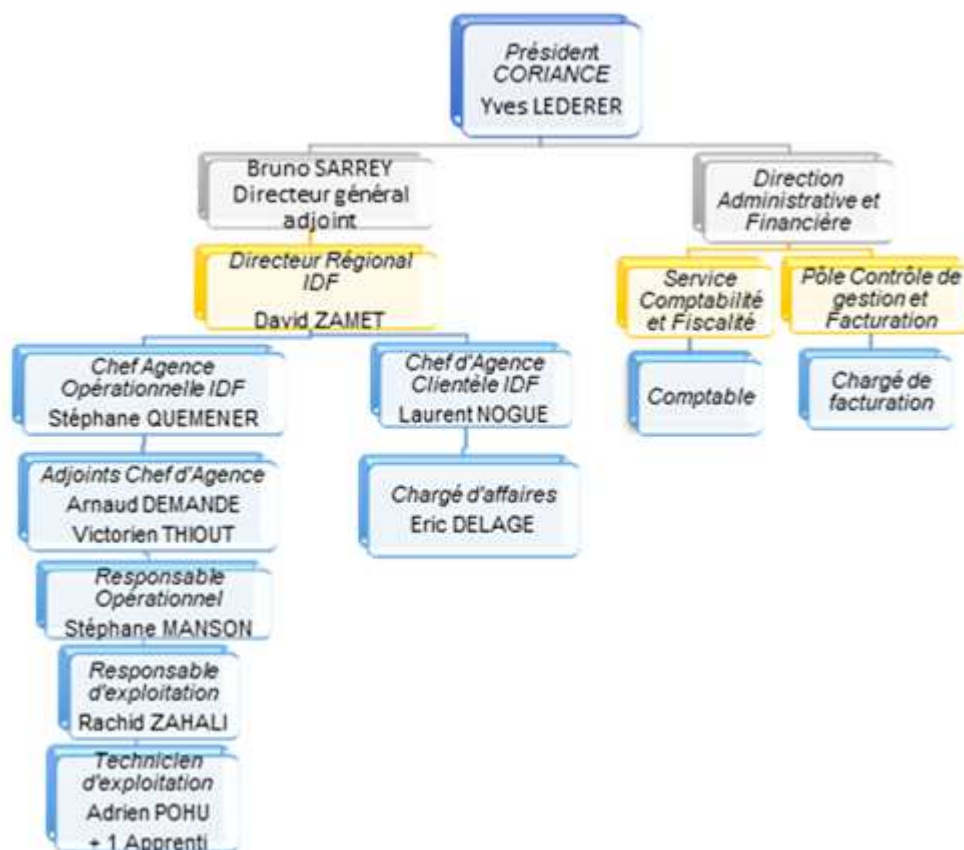 Président
CORIANCE
Yves LEDERER
Bruno SARREY
Directeur général
adjoint
Direction
Administrative et
Financière
Directeur Régional
IDF
David ZAMET
Service
Comptabilité
et Fiscalité
Pôle Contrôle de
gestion et
Facturation
Chef Agence
Opérationnelle IDF
Stéphane QUEMENER
Chef d'Agence
Clientèle IDF
Laurent NOGUE
Comptable
Chargé de
facturation
Adjoints Chef d'Agence
Arnaud DEMANDE
Victorien THIOUT
Chargé d'affaires
Eric DELAGE
Responsable
Opérationnel
Stéphane MANSON
Responsable
d'exploitation
Rachid ZAHALI
Technicien
d'exploitation
Adrien POHU
+ 1 Apprenti